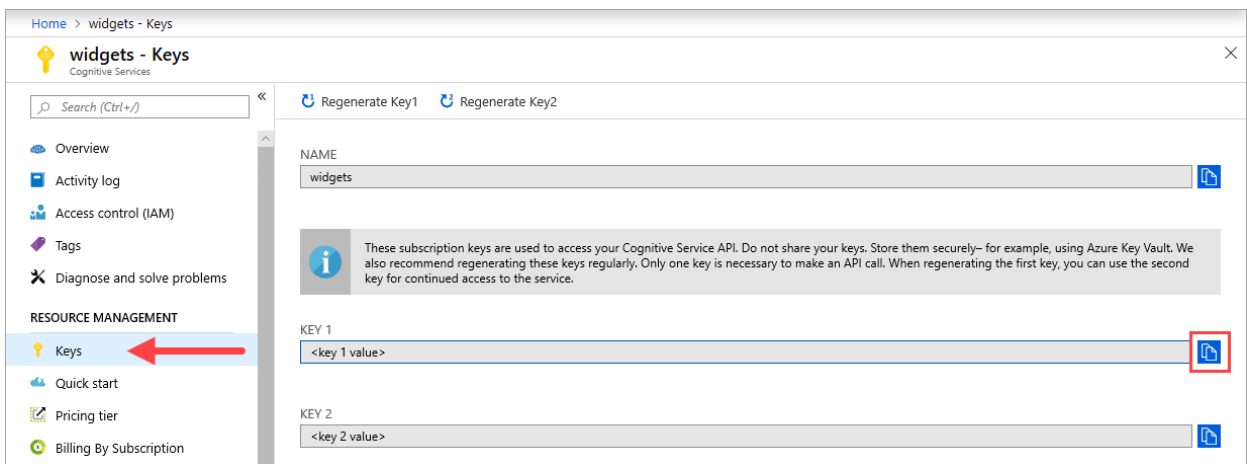 Home > widgets - Keys
widgets - Keys
Cognitive Services
Search (Ctrl+/)
Overview
Activity log
Access control (IAM)
Tags
Diagnose and solve problems
RESOURCE MANAGEMENT
Keys
Quick start
Pricing tier
Billing By Subscription
Regenerate Key1 Regenerate Key2
NAME
widgets
These subscription keys are used to access your Cognitive Service API. Do not share your keys. Store them securely– for example, using Azure Key Vault. We
also recommend regenerating these keys regularly. Only one key is necessary to make an API call. When regenerating the first key, you can use the second
key for continued access to the service.
KEY 1
<key 1 value>
KEY 2
<key 2 value>